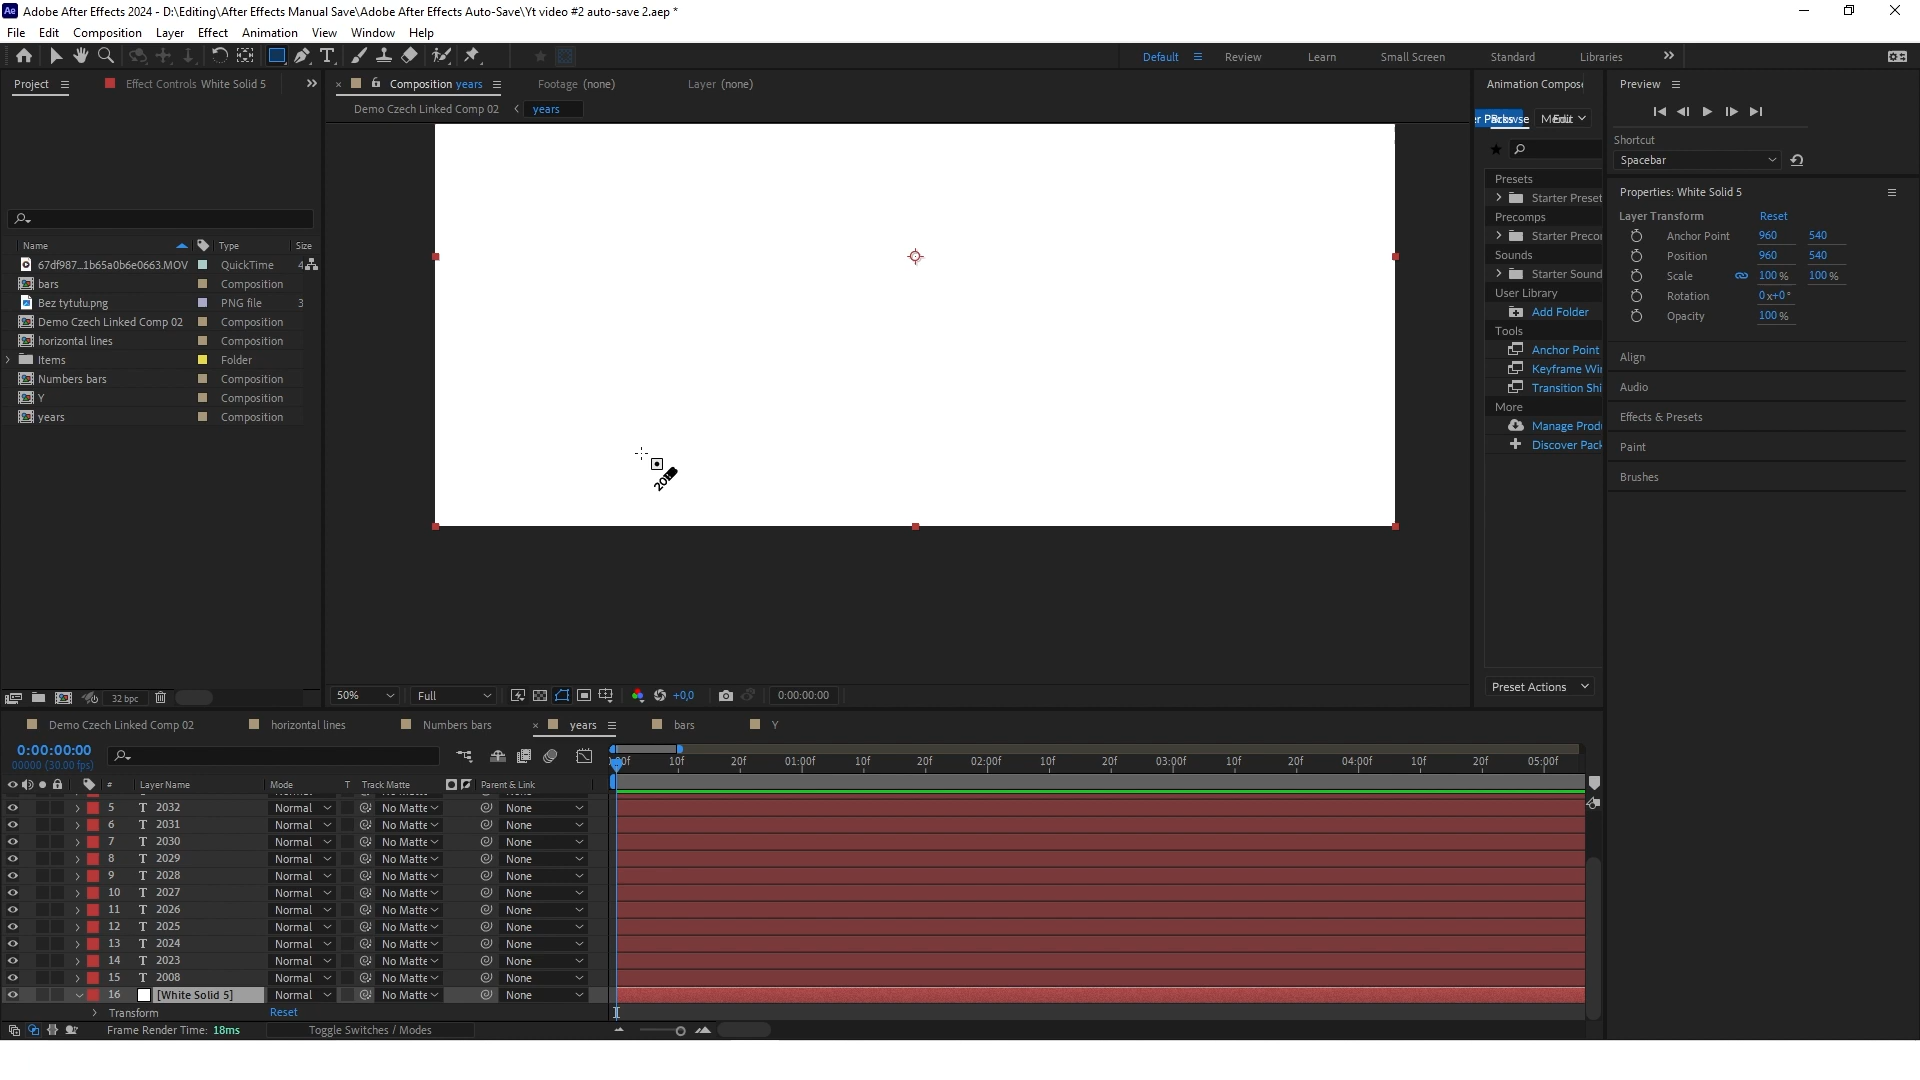 Adobe After Effects 2024 - D:\Editing\After Effects Manual Save\Adobe After Effects Auto-Save\Yt video #2 auto-save 2.aep *
File Edit Composition Layer Effect Animation View Window Help
Default Review Learn Small Screen Standard Libraries
Project Effect Controls White Solid 5
Composition years Footage (none) Layer (none)
Demo Czech Linked Comp 02 years
Name Type Size
67df987...1b65a0b6e0663.MOV QuickTime 4
bars Composition
Bez tytułu.png PNG file 3
Demo Czech Linked Comp 02 Composition
horizontal lines Composition
Items Folder
Numbers bars Composition
Y Composition
years Composition
32 bpc
50% Full +0,0 0:00:00:00
Animation Compos
Edit
Presets
Starter Preset
Precomps
Starter Precor
Sounds
Starter Sound
User Library
Add Folder
Tools
Anchor Point
Keyframe Wi
Transition Shi
More
Manage Prod
Discover Pack
Preset Actions
Preview
Shortcut
Spacebar
Properties: White Solid 5
Layer Transform Reset
Anchor Point 960 540
Position 960 540
Scale 100 % 100 %
Rotation 0 x+0 °
Opacity 100 %
Align
Audio
Effects & Presets
Paint
Brushes
Demo Czech Linked Comp 02 horizontal lines Numbers bars years bars Y
0:00:00:00
00000 (30.00 fps)
:00f 10f 20f 01:00f 10f 20f 02:00f 10f 20f 03:00f 10f 20f 04:00f 10f 20f 05:00f
# Layer Name Mode T Track Matte Parent & Link
5 T 2032 Normal No Matte None
6 T 2031 Normal No Matte None
7 T 2030 Normal No Matte None
8 T 2029 Normal No Matte None
9 T 2028 Normal No Matte None
10 T 2027 Normal No Matte None
11 T 2026 Normal No Matte None
12 T 2025 Normal No Matte None
13 T 2024 Normal No Matte None
14 T 2023 Normal No Matte None
15 T 2008 Normal No Matte None
16 [White Solid 5] Normal No Matte None
Transform Reset
Frame Render Time: 18ms Toggle Switches / Modes